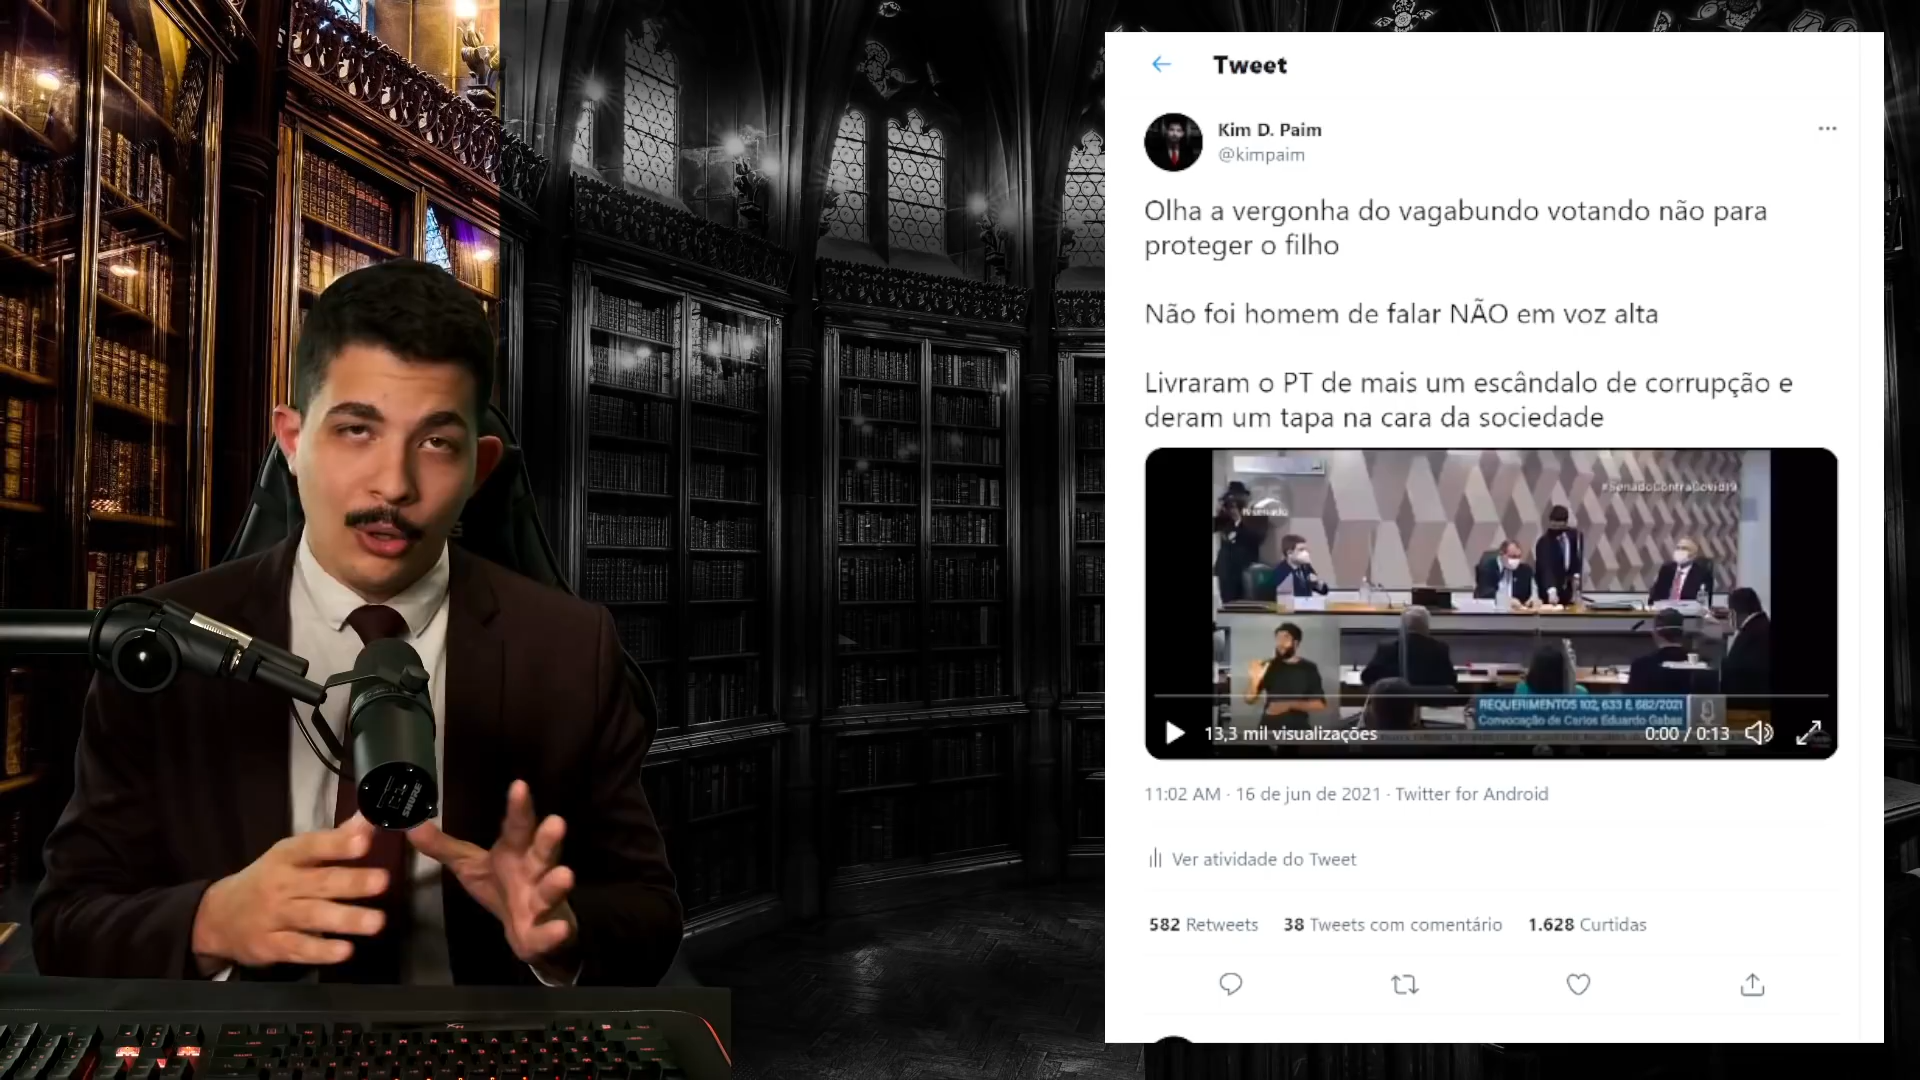 Tweet
Kim D. Paim
@kimpaim
Olha a vergonha do vagabundo votando não para
proteger o filho
Não foi homem de falar NÃO em voz alta
Livraram o PT de mais um escândalo de corrupção e
deram um tapa na cara da sociedade
#SenadoContraCovid19
tvsenado
REQUERIMENTOS 102, 633 E 682/2021
Convocação de Carlos Eduardo Gabas
13,3 mil visualizações
0:00 / 0:13
11:02 AM · 16 de jun de 2021 · Twitter for Android
Ver atividade do Tweet
582 Retweets 38 Tweets com comentário 1.628 Curtidas
SHURE